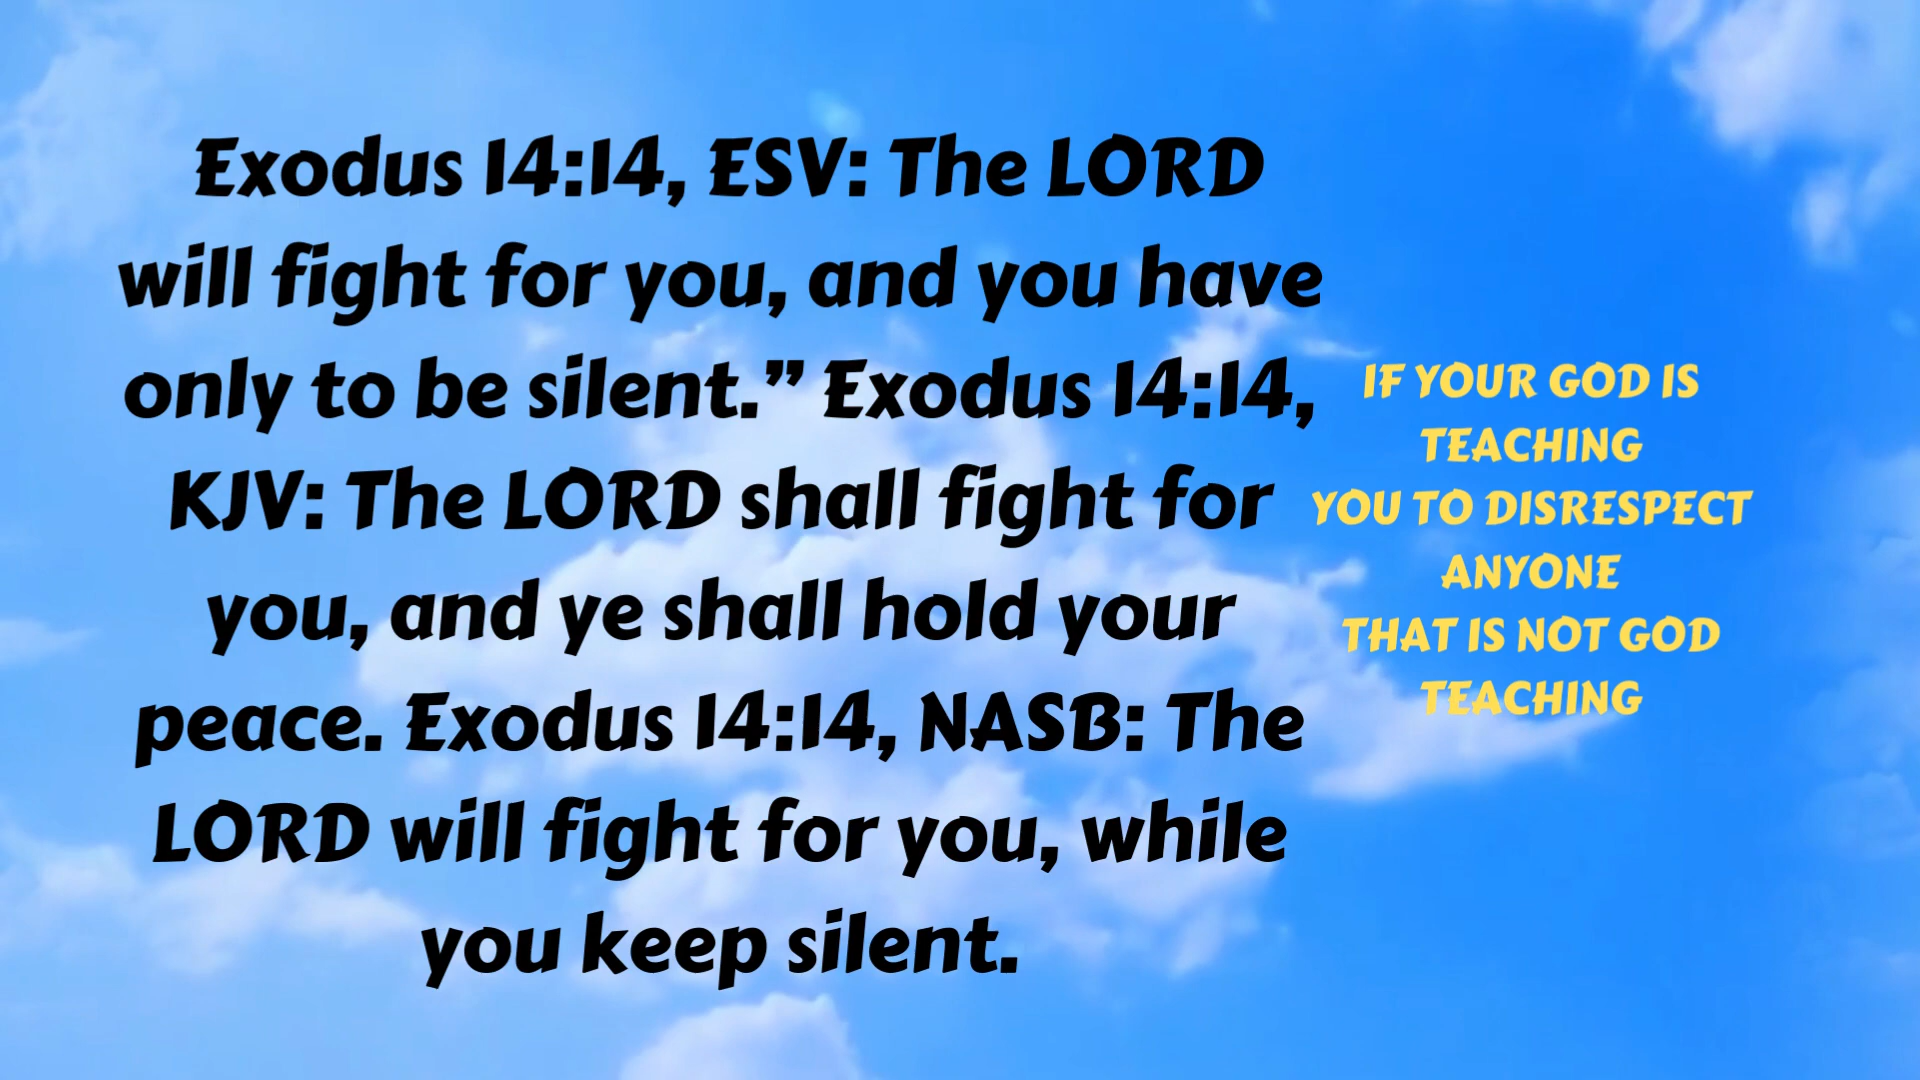 Exodus 14:14, ESV: The LORD
will fight for you, and you have
only to be silent.” Exodus 14:14,
KJV: The LORD shall fight for
you, and ye shall hold your
peace. Exodus 14:14, NASB: The
LORD will fight for you, while
you keep silent.
IF YOUR GOD IS
TEACHING
YOU TO DISRESPECT
ANYONE
THAT IS NOT GOD
TEACHING